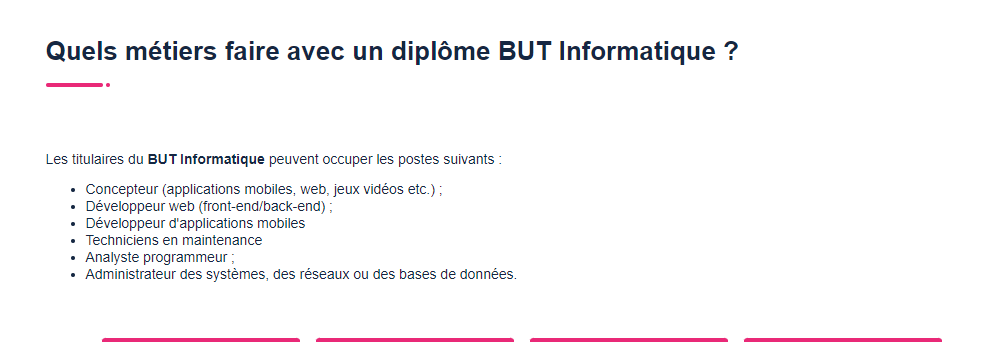 Quels métiers faire avec un diplôme BUT Informatique ?
Les titulaires du BUT Informatique peuvent occuper les postes suivants :
• Concepteur (applications mobiles, web, jeux vidéos etc.) ;
• Développeur web (front-end/back-end) ;
• Développeur d'applications mobiles
• Techniciens en maintenance
• Analyste programmeur ;
• Administrateur des systèmes, des réseaux ou des bases de données.